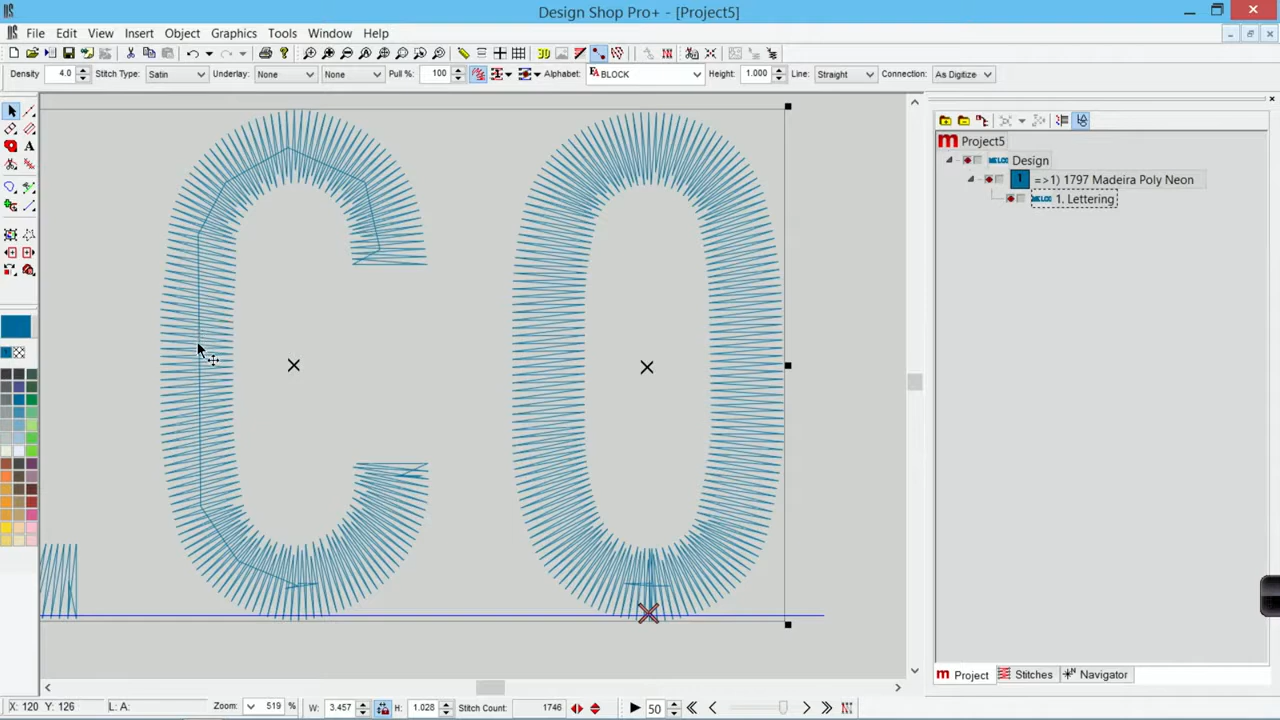 Design Shop Pro+ - [Project5]
File Edit View Insert Object Graphics Tools Window Help
Density 4.0 Stitch Type: Satin Underlay: None None Pull %: 100 Alphabet: BLOCK Height: 1.000 Line: Straight Connection: As Digitize
Project5
Design
=>1) 1797 Madeira Poly Neon
1. Lettering
CO
Project Stitches Navigator
X: 120 Y: 126 L: A: Zoom: 519 % W: 3.457 H: 1.028 Stitch Count: 1746 50